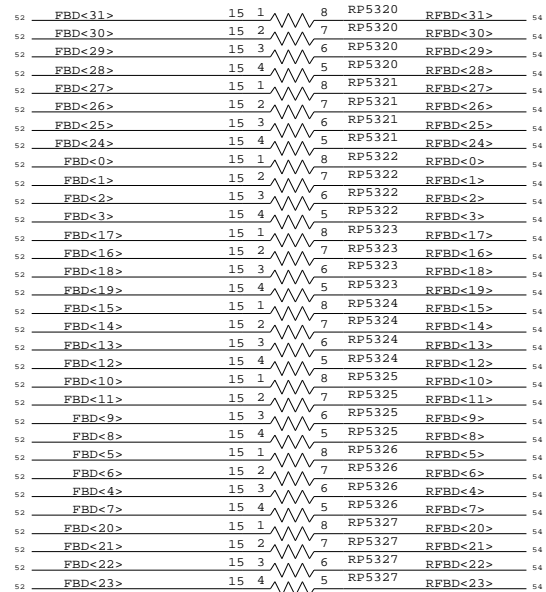 52 FBD<31> 15 1 8 RP5320 RFBD<31> 54
52 FBD<30> 15 2 7 RP5320 RFBD<30> 54
52 FBD<29> 15 3 6 RP5320 RFBD<29> 54
52 FBD<28> 15 4 5 RP5320 RFBD<28> 54
52 FBD<27> 15 1 8 RP5321 RFBD<27> 54
52 FBD<26> 15 2 7 RP5321 RFBD<26> 54
52 FBD<25> 15 3 6 RP5321 RFBD<25> 54
52 FBD<24> 15 4 5 RP5321 RFBD<24> 54
52 FBD<0> 15 1 8 RP5322 RFBD<0> 54
52 FBD<1> 15 2 7 RP5322 RFBD<1> 54
52 FBD<2> 15 3 6 RP5322 RFBD<2> 54
52 FBD<3> 15 4 5 RP5322 RFBD<3> 54
52 FBD<17> 15 1 8 RP5323 RFBD<17> 54
52 FBD<16> 15 2 7 RP5323 RFBD<16> 54
52 FBD<18> 15 3 6 RP5323 RFBD<18> 54
52 FBD<19> 15 4 5 RP5323 RFBD<19> 54
52 FBD<15> 15 1 8 RP5324 RFBD<15> 54
52 FBD<14> 15 2 7 RP5324 RFBD<14> 54
52 FBD<13> 15 3 6 RP5324 RFBD<13> 54
52 FBD<12> 15 4 5 RP5324 RFBD<12> 54
52 FBD<10> 15 1 8 RP5325 RFBD<10> 54
52 FBD<11> 15 2 7 RP5325 RFBD<11> 54
52 FBD<9> 15 3 6 RP5325 RFBD<9> 54
52 FBD<8> 15 4 5 RP5325 RFBD<8> 54
52 FBD<5> 15 1 8 RP5326 RFBD<5> 54
52 FBD<6> 15 2 7 RP5326 RFBD<6> 54
52 FBD<4> 15 3 6 RP5326 RFBD<4> 54
52 FBD<7> 15 4 5 RP5326 RFBD<7> 54
52 FBD<20> 15 1 8 RP5327 RFBD<20> 54
52 FBD<21> 15 2 7 RP5327 RFBD<21> 54
52 FBD<22> 15 3 6 RP5327 RFBD<22> 54
52 FBD<23> 15 4 5 RP5327 RFBD<23> 54